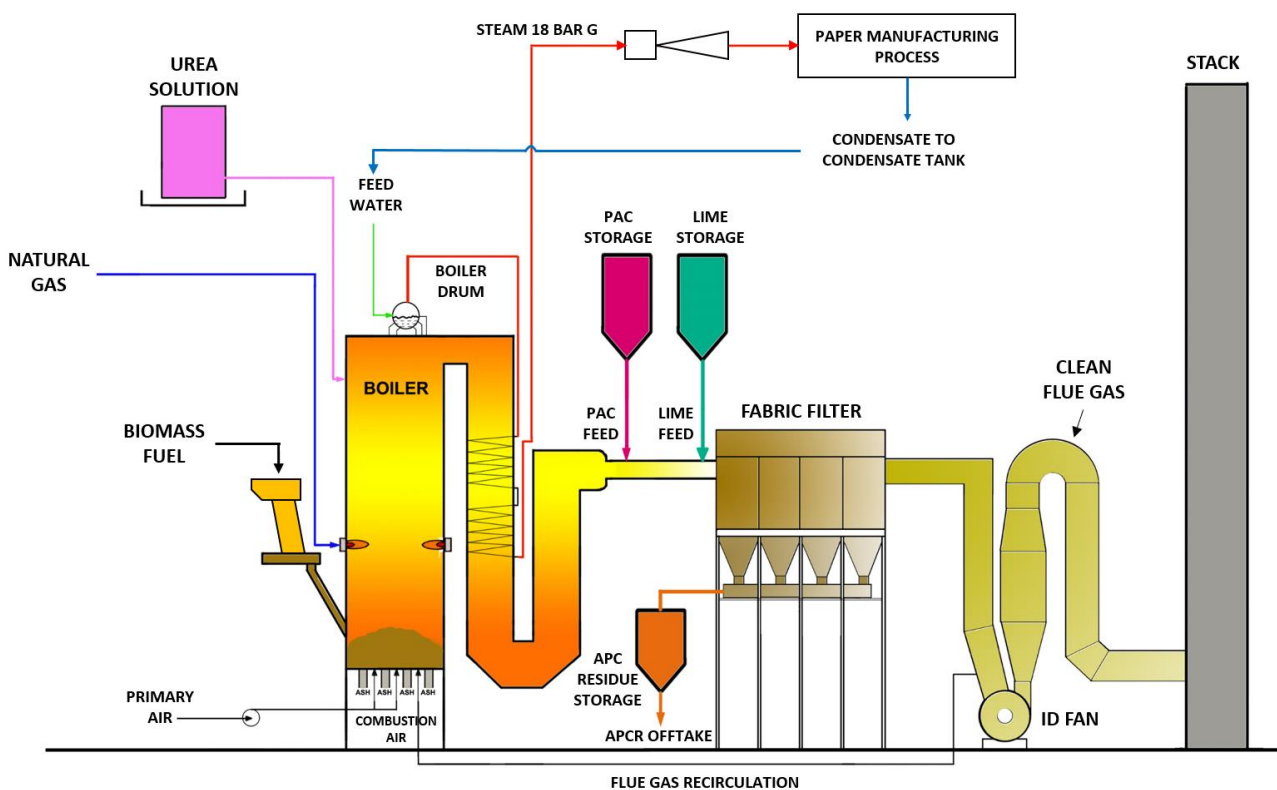 STEAM 18 BAR G
PAPER MANUFACTURING
PROCESS
STACK
UREA
SOLUTION
CONDENSATE TO
CONDENSATE TANK
FEED
WATER
PAC
STORAGE
LIME
STORAGE
NATURAL
GAS
BOILER
DRUM
CLEAN
FLUE GAS
BOILER
BIOMASS
FUEL
PAC
FEED
LIME
FEED
FABRIC FILTER
APC
RESIDUE
STORAGE
ASH ASH ASH ASH
PRIMARY
AIR
COMBUSTION
AIR
APCR OFFTAKE
ID FAN
FLUE GAS RECIRCULATION